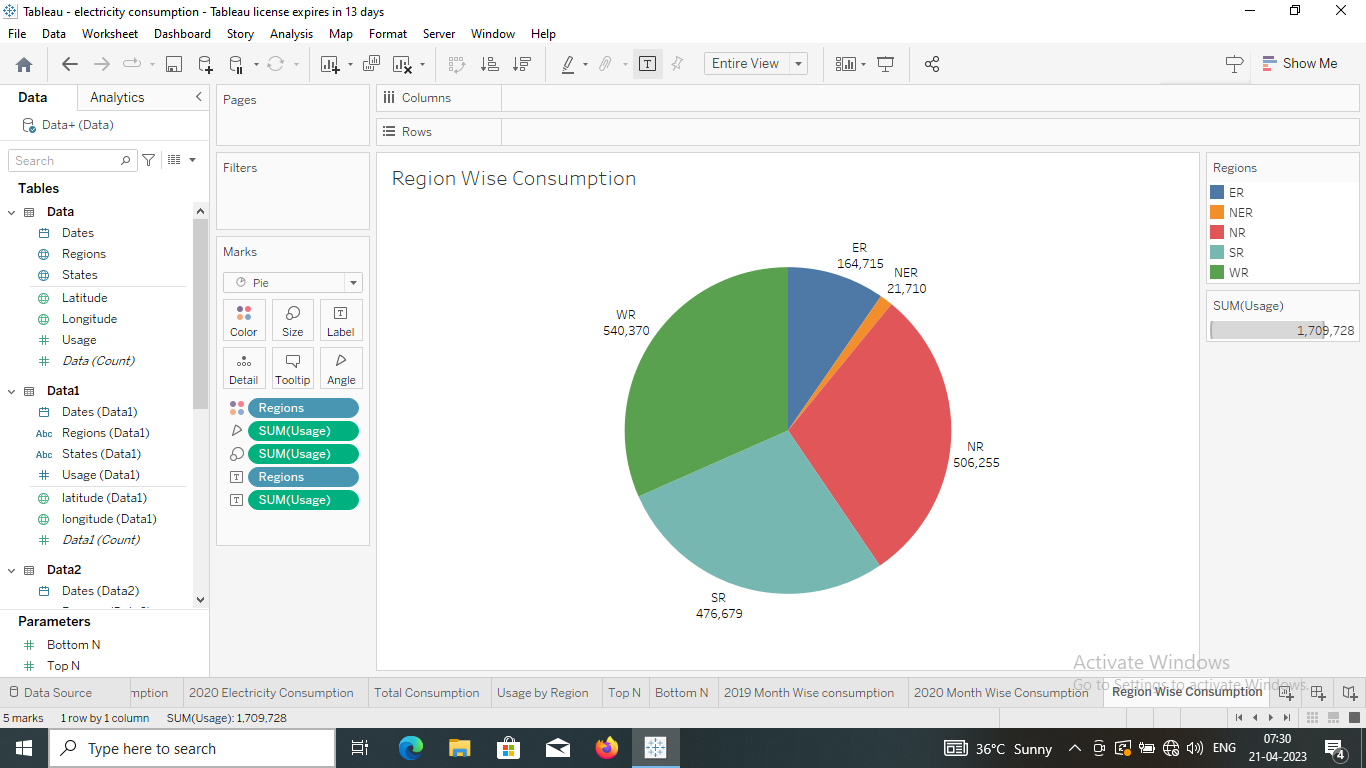 Tableau - electricity consumption - Tableau license expires in 13 days
File Data Worksheet Dashboard Story Analysis Map Format Server Window Help
Entire View
Show Me
Data Analytics
Data+ (Data)
Search
Tables
Data
Dates
Regions
States
Latitude
Longitude
Usage
Data (Count)
Data1
Dates (Data1)
Abc Regions (Data1)
Abc States (Data1)
Usage (Data1)
latitude (Data1)
longitude (Data1)
Data1 (Count)
Data2
Dates (Data2)
Parameters
Bottom N
Top N
Pages
Filters
Marks
Pie
Color Size Label
Detail Tooltip Angle
Regions
SUM(Usage)
SUM(Usage)
Regions
SUM(Usage)
Columns
Rows
Region Wise Consumption
ER
164,715
NER
21,710
WR
540,370
NR
506,255
SR
476,679
Regions
ER
NER
NR
SR
WR
SUM(Usage)
1,709,728
Activate Windows
Go to Settings to activate Windows.
Data Source mption 2020 Electricity Consumption Total Consumption Usage by Region Top N Bottom N 2019 Month Wise consumption 2020 Month Wise Consumption Region Wise Consumption
5 marks 1 row by 1 column SUM(Usage): 1,709,728
Type here to search
36°C Sunny
ENG
07:30
21-04-2023
4